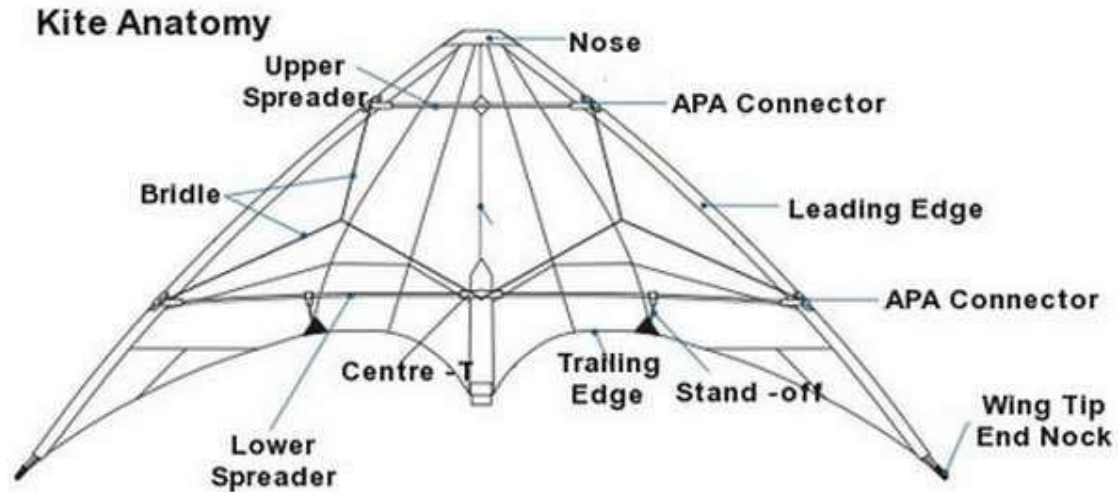 Kite Anatomy
Nose
Upper
Spreader
APA Connector
Bridle
Leading Edge
APA Connector
Centre -T
Trailing
Edge
Stand -off
Lower
Spreader
Wing Tip
End Nock